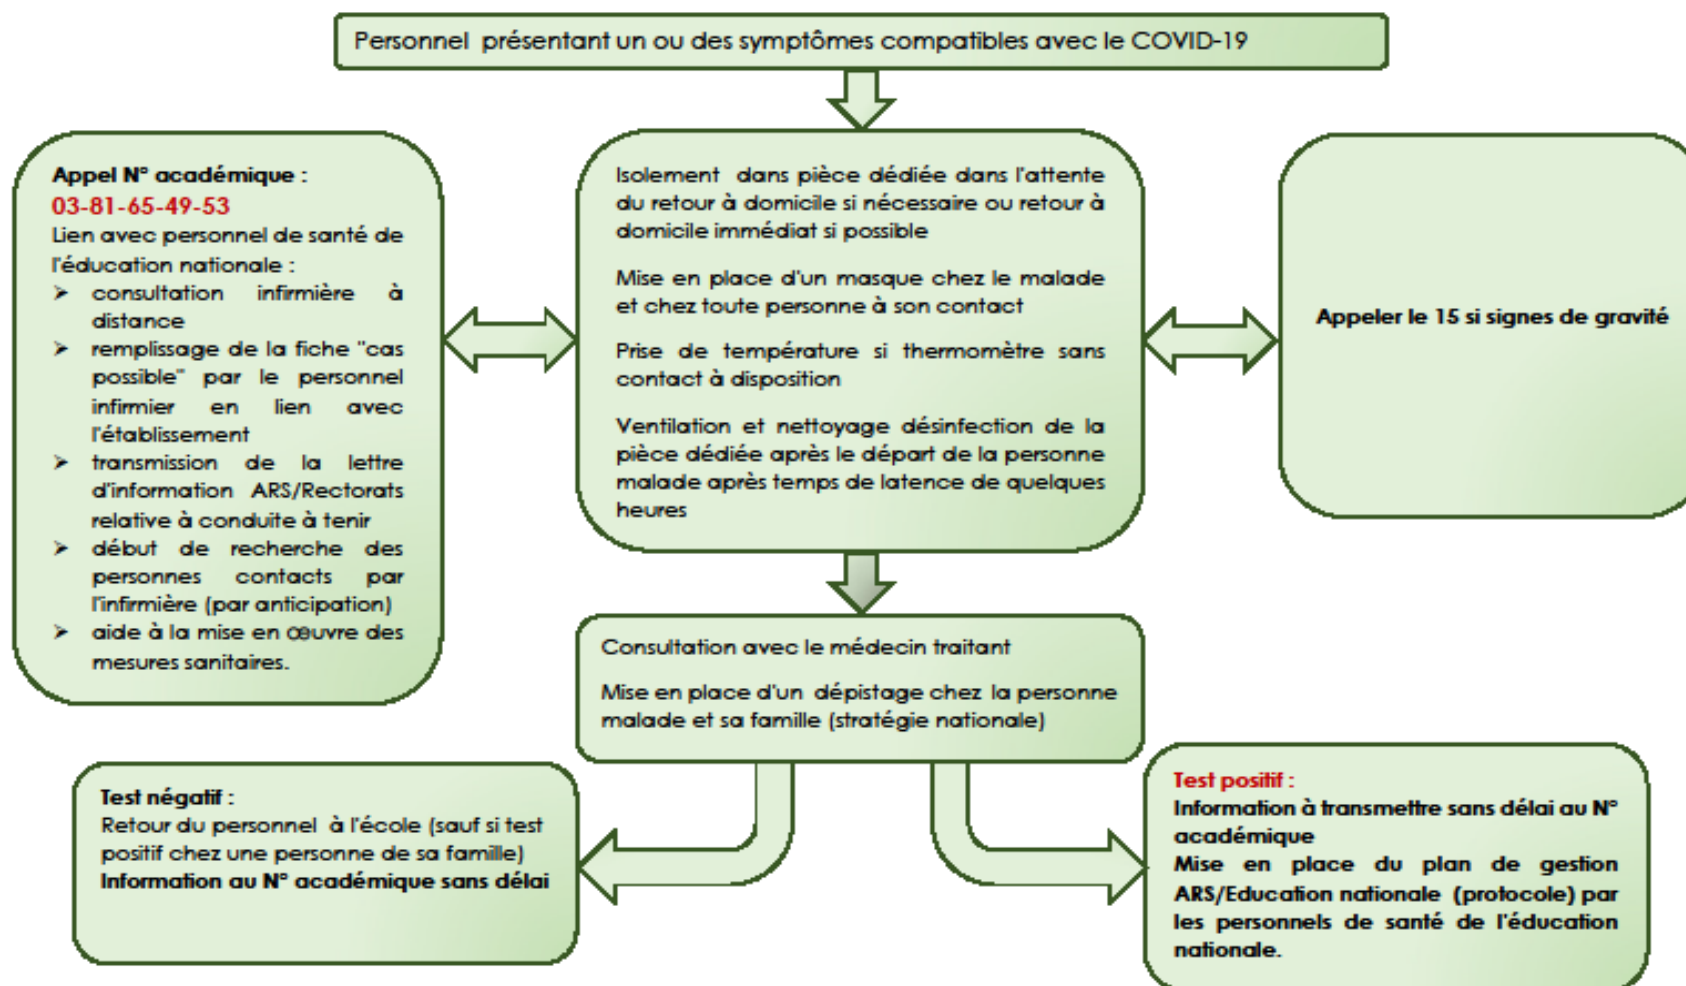 Personnel présentant un ou des symptômes compatibles avec le COVID-19
Appel N° académique :
03-81-65-49-53
Lien avec personnel de santé de
l'éducation nationale :
➢ consultation infirmière à
distance
➢ remplissage de la fiche "cas
possible" par le personnel
infirmier en lien avec
l'établissement
➢ transmission de la lettre
d'information ARS/Rectorats
relative à conduite à tenir
➢ début de recherche des
personnes contacts par
l'infirmière (par anticipation)
➢ aide à la mise en œuvre des
mesures sanitaires.
Isolement dans pièce dédiée dans l'attente
du retour à domicile si nécessaire ou retour à
domicile immédiat si possible
Mise en place d'un masque chez le malade
et chez toute personne à son contact
Prise de température si thermomètre sans
contact à disposition
Ventilation et nettoyage désinfection de la
pièce dédiée après le départ de la personne
malade après temps de latence de quelques
heures
Appeler le 15 si signes de gravité
Consultation avec le médecin traitant
Mise en place d'un dépistage chez la personne
malade et sa famille (stratégie nationale)
Test négatif :
Retour du personnel à l'école (sauf si test
positif chez une personne de sa famille)
Information au N° académique sans délai
Test positif :
Information à transmettre sans délai au N°
académique
Mise en place du plan de gestion
ARS/Education nationale (protocole) par
les personnels de santé de l'éducation
nationale.